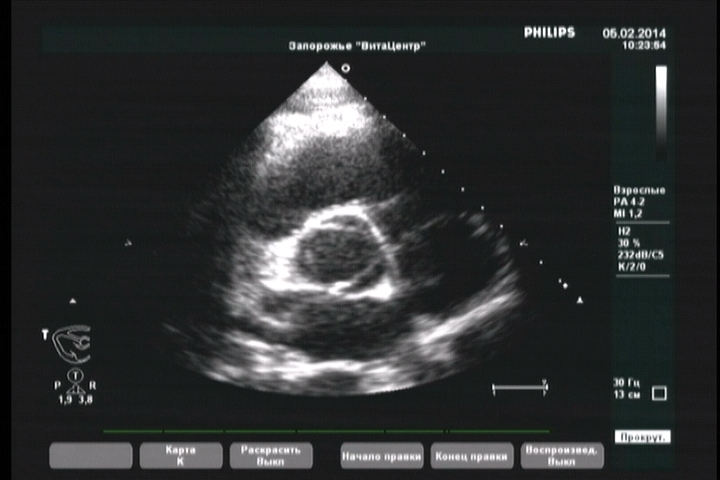 PHILIPS
05.02.2014
10:23:54
Запорожье "ВитаЦентр"
Взрослые
PA 4.2
MI 1,2
H2
30 %
232dB/C5
K/2/0
T
T
P R
1,9 3,8
30 Гц
13 см
Прокрут.
Карта
K
Раскрасить
Выкл
Начало правки
Конец правки
Воспроизвед.
Выкл